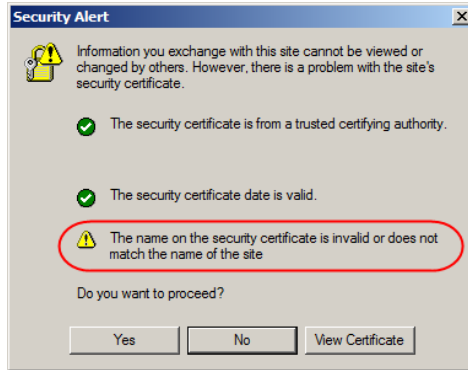 Security Alert
Information you exchange with this site cannot be viewed or
changed by others. However, there is a problem with the site's
security certificate.
The security certificate is from a trusted certifying authority.
The security certificate date is valid.
The name on the security certificate is invalid or does not
match the name of the site
Do you want to proceed?
Yes
No
View Certificate